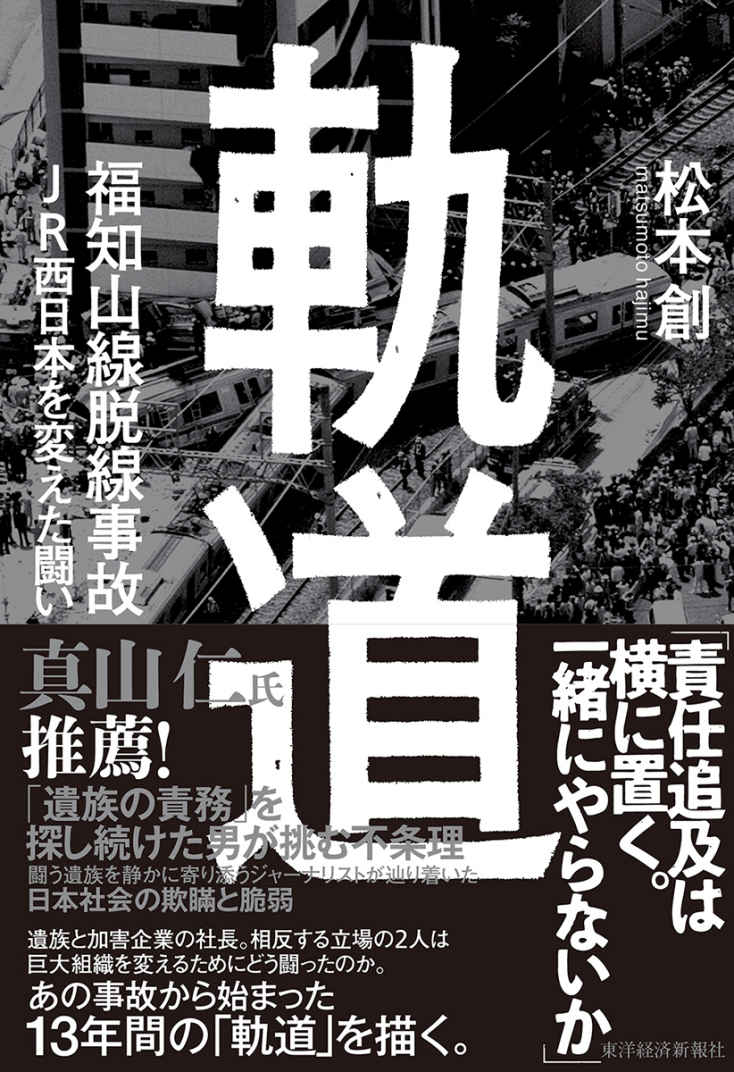 軌道
松本 創
matsumoto hajimu
福知山線脱線事故
JR西日本を変えた闘い
「責任追及は
横に置く。
一緒にやらないか」
真山 仁氏
推薦!
「遺族の責務」を
探し続けた男が挑む不条理
闘う遺族を静かに寄り添うジャーナリストが辿り着いた
日本社会の欺瞞と脆弱
遺族と加害企業の社長。相反する立場の2人は
巨大組織を変えるためにどう闘ったのか。
あの事故から始まった
13年間の「軌道」を描く。
東洋経済新報社